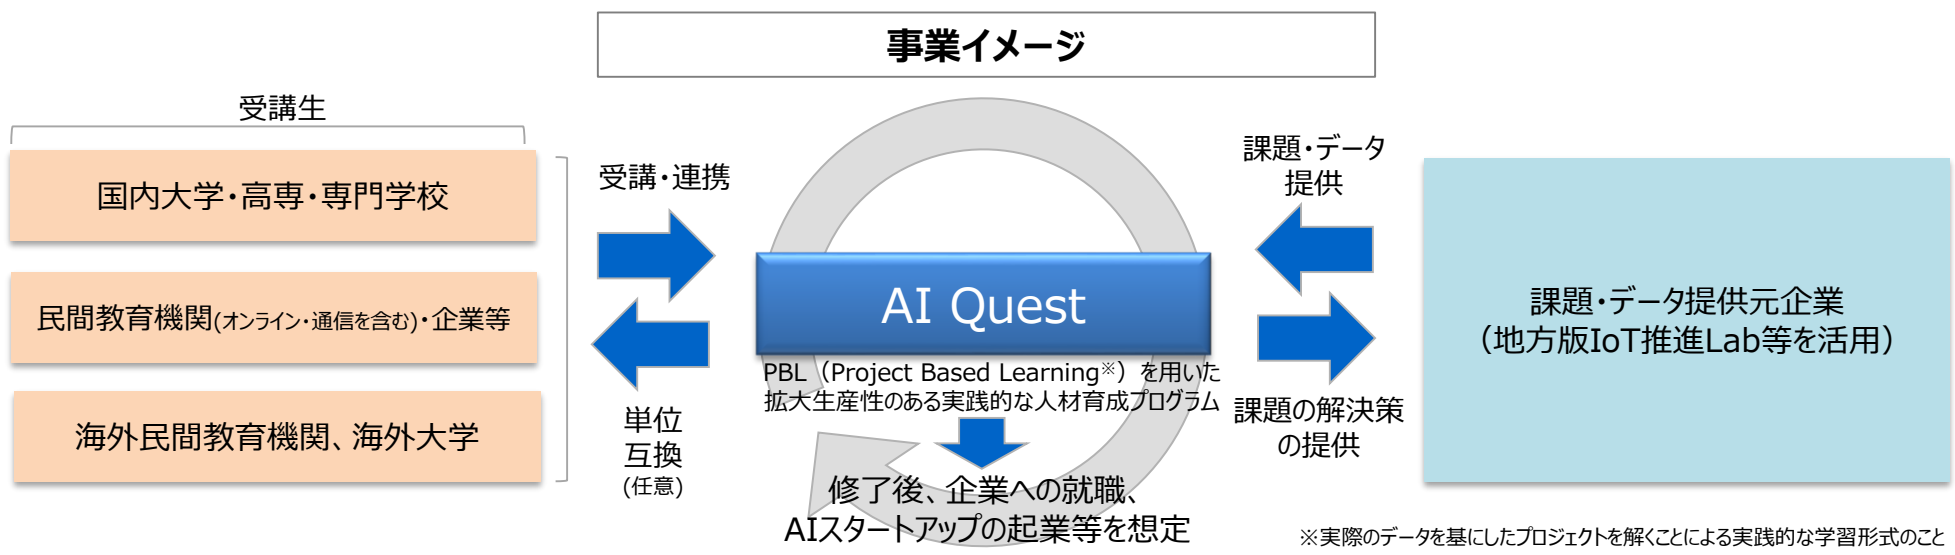 事業イメージ
受講生
国内大学・高専・専門学校
民間教育機関(オンライン・通信を含む)・企業等
海外民間教育機関、海外大学
受講・連携
単位
互換
(任意)
AI Quest
PBL（Project Based Learning※）を用いた
拡大生産性のある実践的な人材育成プログラム
修了後、企業への就職、
AIスタートアップの起業等を想定
課題・データ
提供
課題の解決策
の提供
課題・データ提供元企業
（地方版IoT推進Lab等を活用）
※実際のデータを基にしたプロジェクトを解くことによる実践的な学習形式のこと